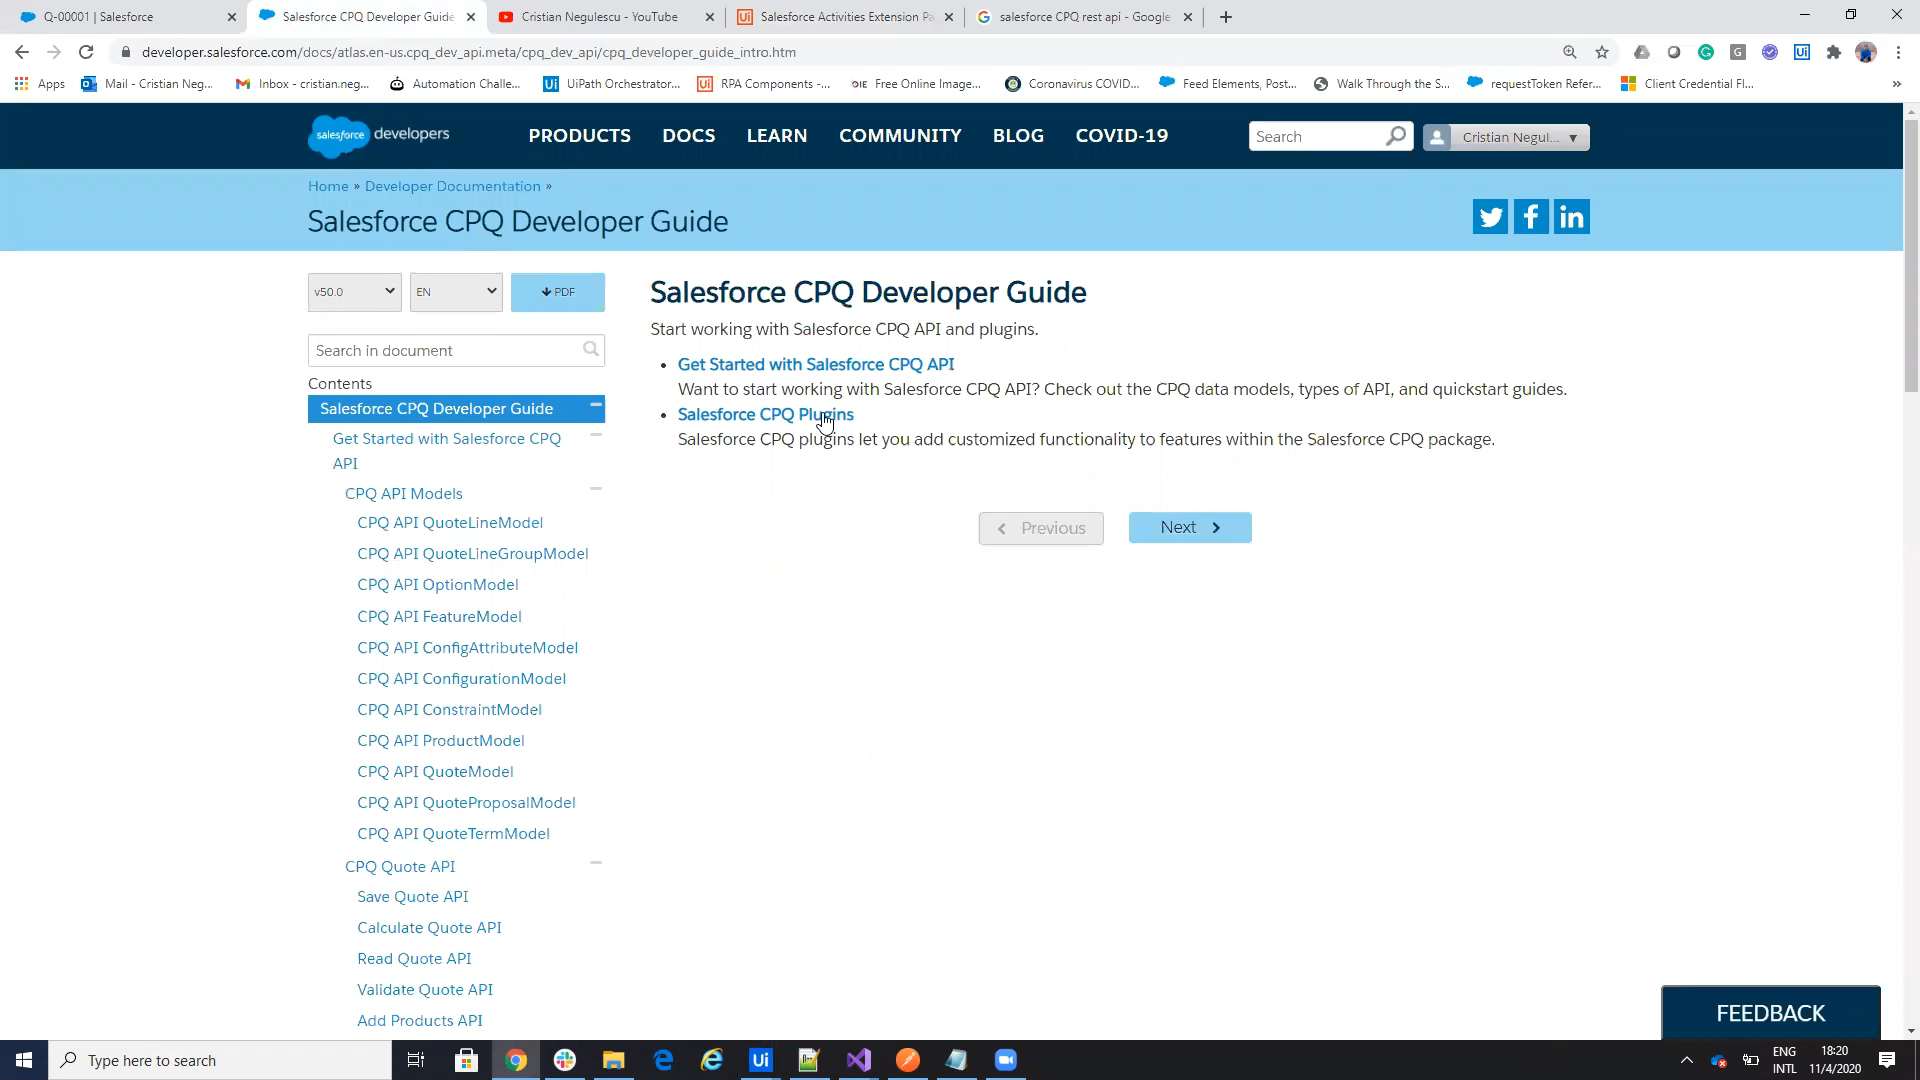 Q-00001 | Salesforce
Salesforce CPQ Developer Guide
Cristian Negulescu - YouTube
Salesforce Activities Extension Pa
salesforce CPQ rest api - Google
developer.salesforce.com/docs/atlas.en-us.cpq_dev_api.meta/cpq_dev_api/cpq_developer_guide_intro.htm
Apps
Mail - Cristian Neg...
Inbox - cristian.neg...
Automation Challe...
UiPath Orchestrator...
RPA Components -...
Free Online Image...
Coronavirus COVID...
Feed Elements, Post...
Walk Through the S...
requestToken Refer...
Client Credential Fl...
»
salesforce developers
PRODUCTS
DOCS
LEARN
COMMUNITY
BLOG
COVID-19
Search
Cristian Negul...
Home » Developer Documentation »
Salesforce CPQ Developer Guide
v50.0
EN
PDF
Search in document
Contents
Salesforce CPQ Developer Guide
Get Started with Salesforce CPQ
API
CPQ API Models
CPQ API QuoteLineModel
CPQ API QuoteLineGroupModel
CPQ API OptionModel
CPQ API FeatureModel
CPQ API ConfigAttributeModel
CPQ API ConfigurationModel
CPQ API ConstraintModel
CPQ API ProductModel
CPQ API QuoteModel
CPQ API QuoteProposalModel
CPQ API QuoteTermModel
CPQ Quote API
Save Quote API
Calculate Quote API
Read Quote API
Validate Quote API
Add Products API
Salesforce CPQ Developer Guide
Start working with Salesforce CPQ API and plugins.
• Get Started with Salesforce CPQ API
Want to start working with Salesforce CPQ API? Check out the CPQ data models, types of API, and quickstart guides.
• Salesforce CPQ Plugins
Salesforce CPQ plugins let you add customized functionality to features within the Salesforce CPQ package.
Previous
Next
FEEDBACK
Type here to search
ENG
INTL
18:20
11/4/2020